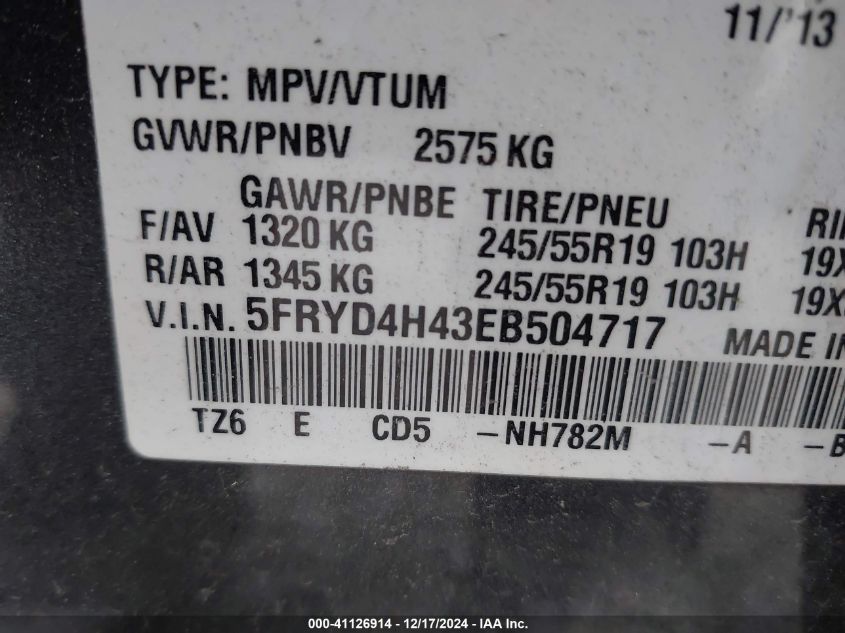 11/'13
TYPE: MPV/VTUM
GVWR/PNBV 2575 KG
GAWR/PNBE TIRE/PNEU
F/AV 1320 KG 245/55R19 103H 19X
R/AR 1345 KG 245/55R19 103H 19X
V.I.N. 5FRYD4H43EB504717 MADE IN
TZ6 E CD5 -NH782M -A -B
000-41126914 - 12/17/2024 - IAA Inc.